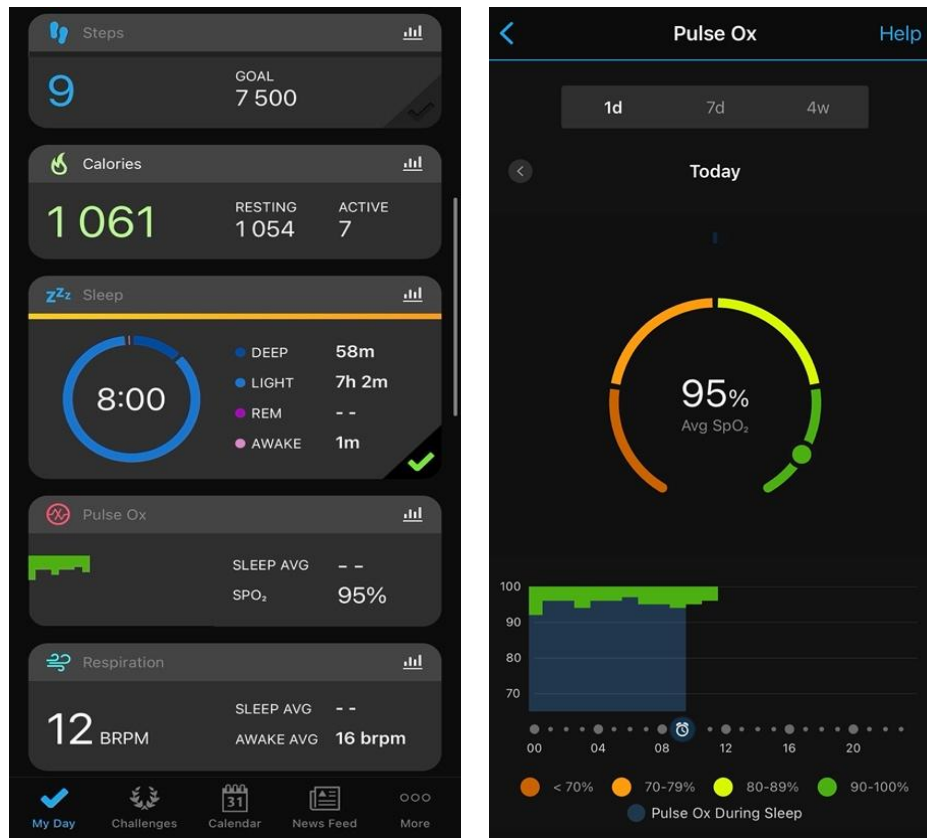 Steps
9
GOAL
7 500
Calories
1 061
RESTING
1 054
ACTIVE
7
zZz Sleep
8:00
DEEP 58m
LIGHT 7h 2m
REM - -
AWAKE 1m
Pulse Ox
SLEEP AVG - -
SPO₂ 95%
Respiration
12 BRPM
SLEEP AVG - -
AWAKE AVG 16 brpm
31
My Day Challenges Calendar News Feed More
Pulse Ox Help
1d 7d 4w
Today
95%
Avg SpO₂
100
90
80
70
00 04 08 12 16 20
< 70% 70-79% 80-89% 90-100%
Pulse Ox During Sleep